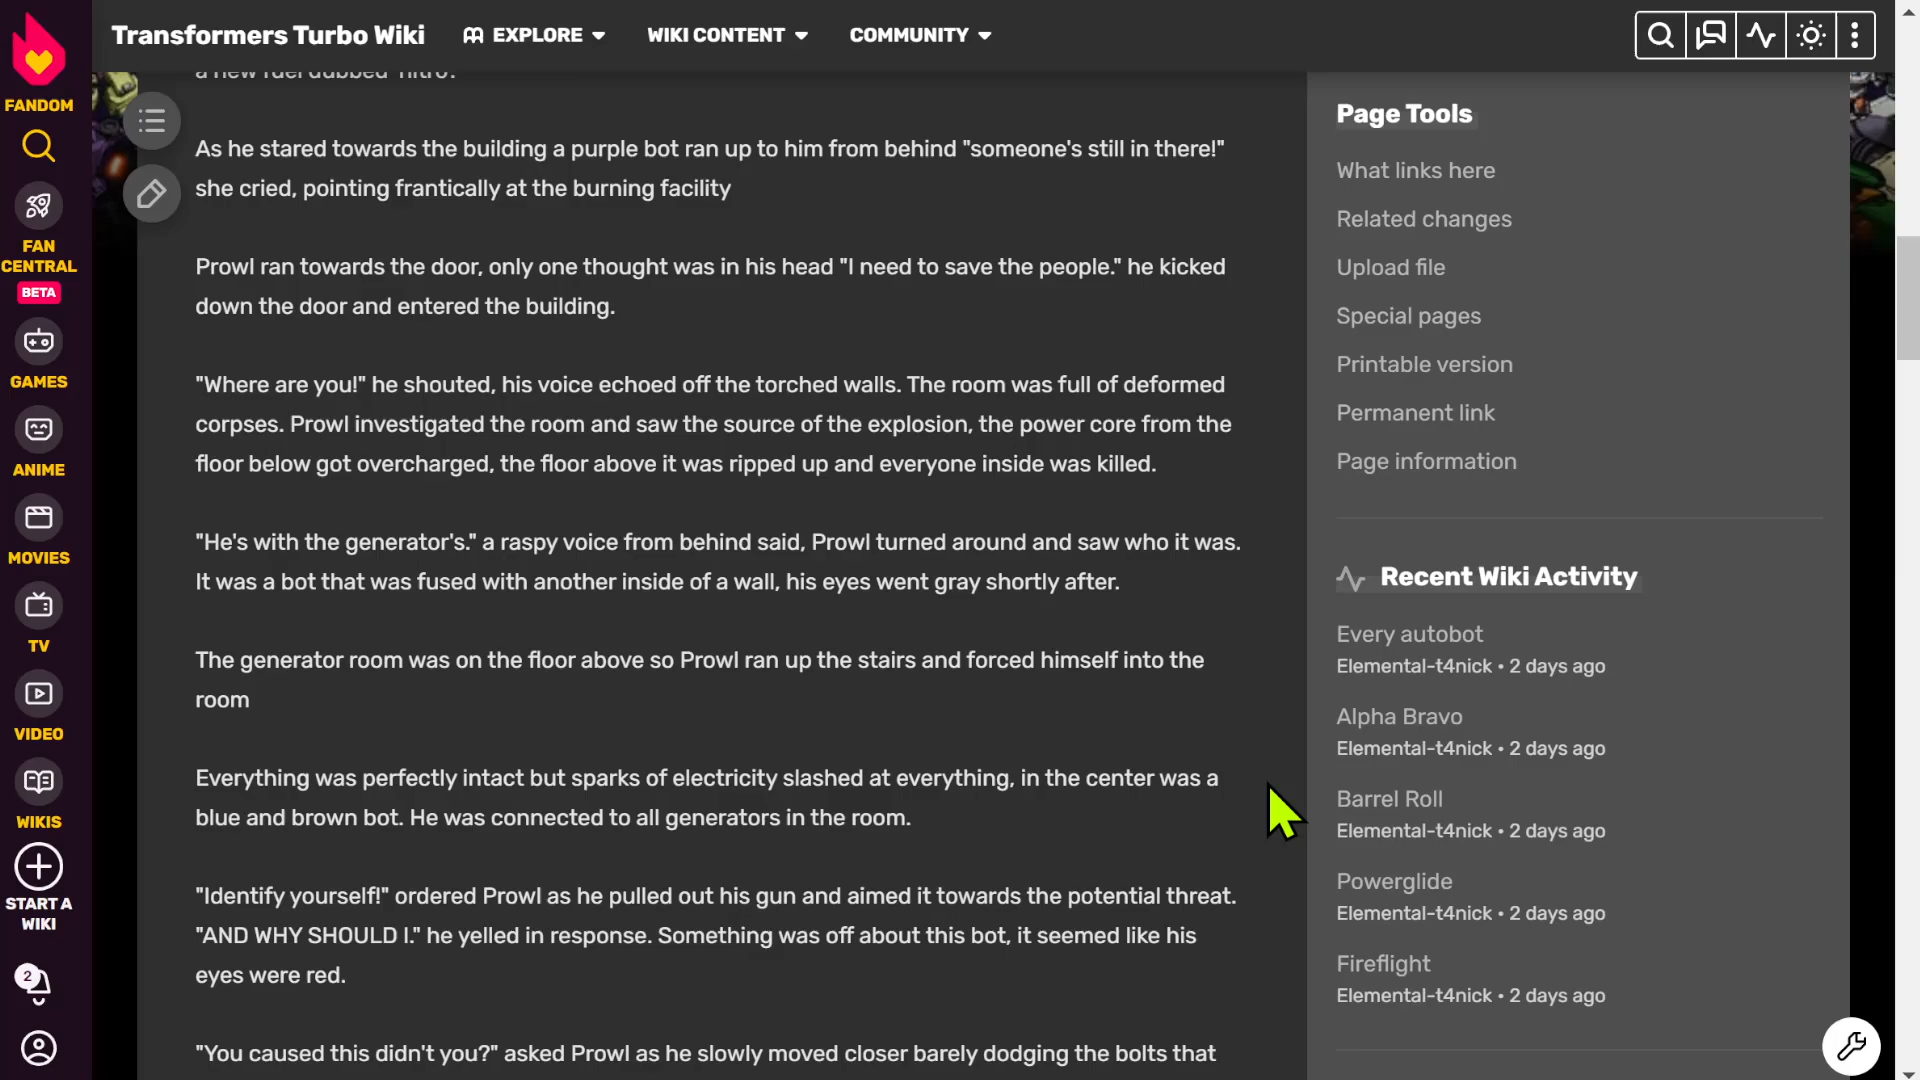 Transformers Turbo Wiki
EXPLORE
WIKI CONTENT
COMMUNITY
FANDOM
FAN
CENTRAL
BETA
GAMES
ANIME
MOVIES
TV
VIDEO
WIKIS
START A
WIKI
2
a new fuel dubbed "nitro".
As he stared towards the building a purple bot ran up to him from behind "someone's still in there!"
she cried, pointing frantically at the burning facility
Prowl ran towards the door, only one thought was in his head "I need to save the people." he kicked
down the door and entered the building.
"Where are you!" he shouted, his voice echoed off the torched walls. The room was full of deformed
corpses. Prowl investigated the room and saw the source of the explosion, the power core from the
floor below got overcharged, the floor above it was ripped up and everyone inside was killed.
"He's with the generator's." a raspy voice from behind said, Prowl turned around and saw who it was.
It was a bot that was fused with another inside of a wall, his eyes went gray shortly after.
The generator room was on the floor above so Prowl ran up the stairs and forced himself into the
room
Everything was perfectly intact but sparks of electricity slashed at everything, in the center was a
blue and brown bot. He was connected to all generators in the room.
"Identify yourself!" ordered Prowl as he pulled out his gun and aimed it towards the potential threat.
"AND WHY SHOULD I." he yelled in response. Something was off about this bot, it seemed like his
eyes were red.
"You caused this didn't you?" asked Prowl as he slowly moved closer barely dodging the bolts that
Page Tools
What links here
Related changes
Upload file
Special pages
Printable version
Permanent link
Page information
Recent Wiki Activity
Every autobot
Elemental-t4nick • 2 days ago
Alpha Bravo
Elemental-t4nick • 2 days ago
Barrel Roll
Elemental-t4nick • 2 days ago
Powerglide
Elemental-t4nick • 2 days ago
Fireflight
Elemental-t4nick • 2 days ago